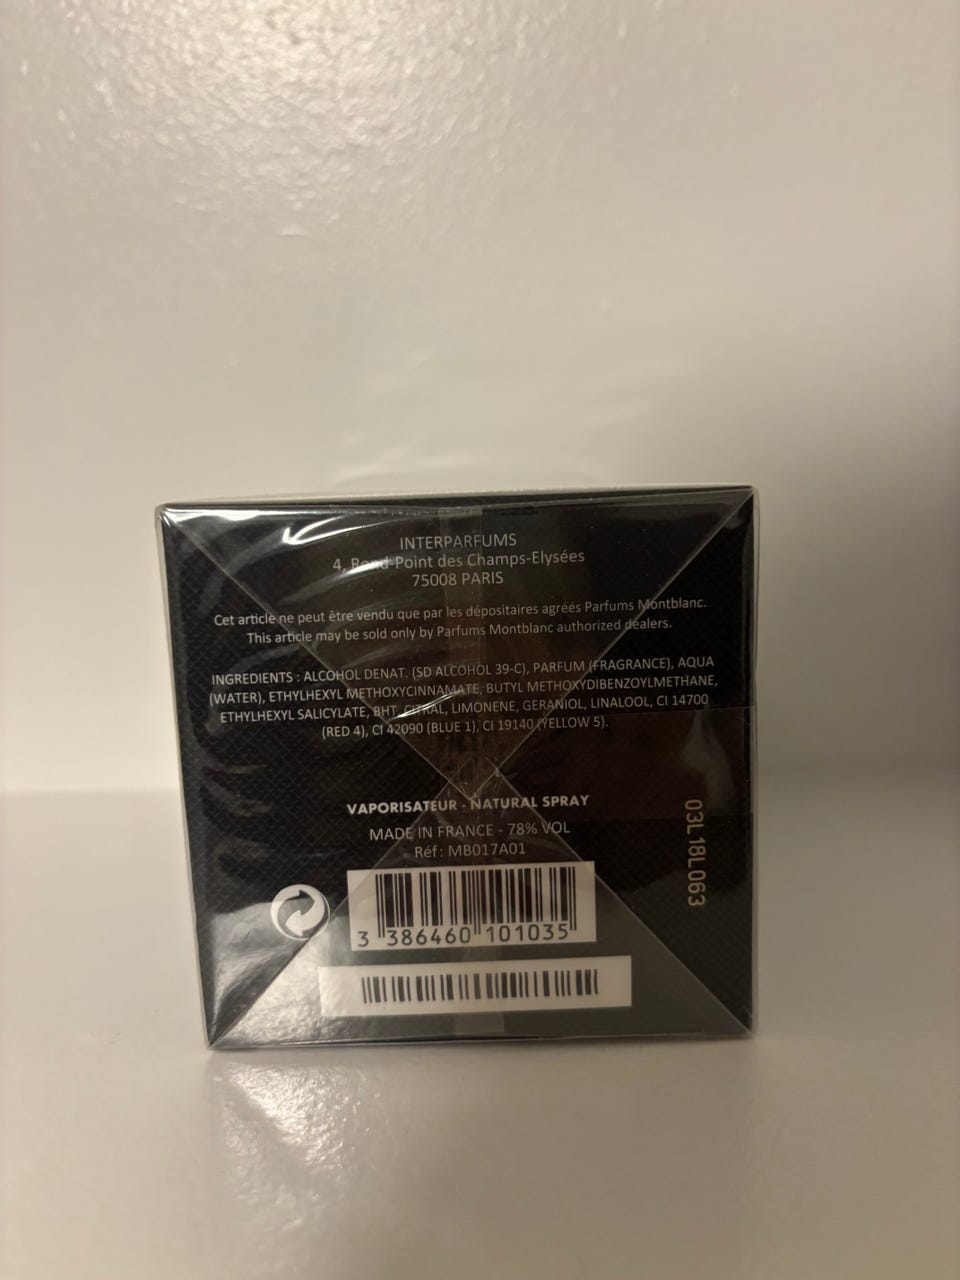 INTERPARFUMS
4, Rond-Point des Champs-Elysées
75008 PARIS
Cet article ne peut être vendu que par les dépositaires agréés Parfums Montblanc.
This article may be sold only by Parfums Montblanc authorized dealers.
INGREDIENTS : ALCOHOL DENAT. (SD ALCOHOL 39-C), PARFUM (FRAGRANCE), AQUA
(WATER), ETHYLHEXYL METHOXYCINNAMATE, BUTYL METHOXYDIBENZOYLMETHANE,
ETHYLHEXYL SALICYLATE, BHT, CITRAL, LIMONENE, GERANIOL, LINALOOL, CI 14700
(RED 4), CI 42090 (BLUE 1), CI 19140 (YELLOW 5).
VAPORISATEUR - NATURAL SPRAY
MADE IN FRANCE - 78% VOL
Réf : MB017A01
3 386460 101035
03L18L063